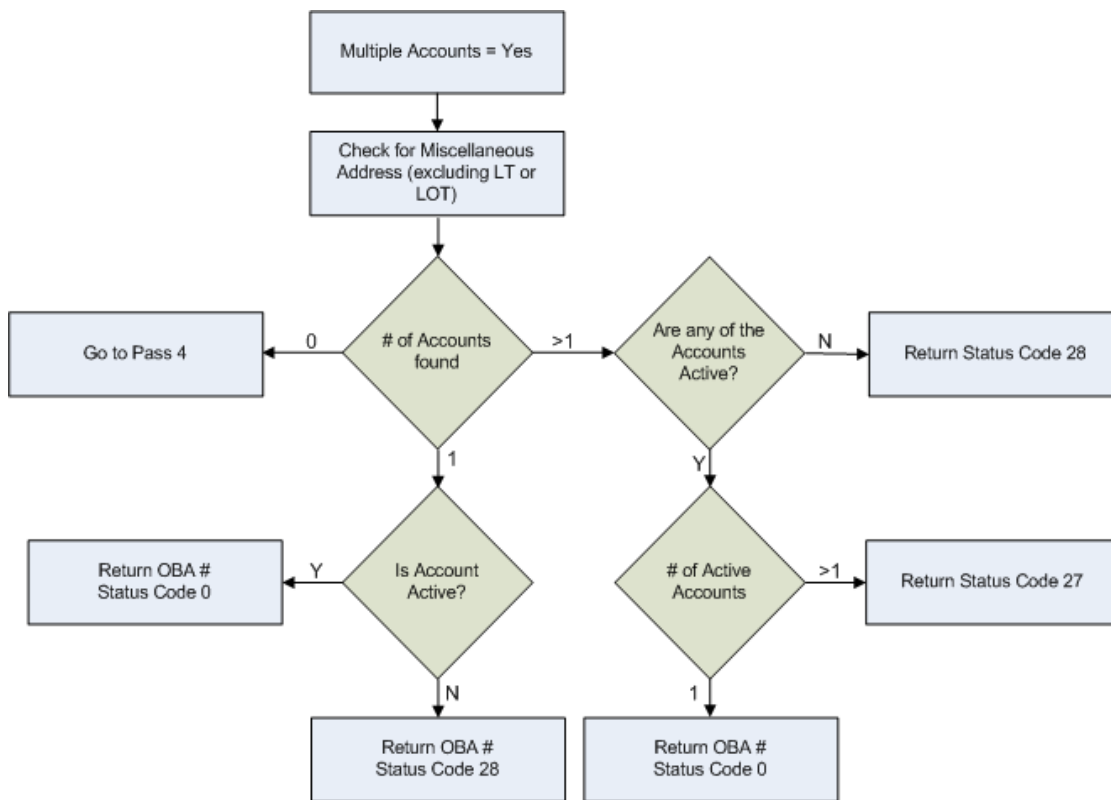 Multiple Accounts = Yes
Check for Miscellaneous
Address (excluding LT or
LOT)
Go to Pass 4
0
# of Accounts
found
>1
Are any of the
Accounts
Active?
N
Return Status Code 28
1
Y
Return OBA #
Status Code 0
Y
Is Account
Active?
# of Active
Accounts
>1
Return Status Code 27
N
1
Return OBA #
Status Code 28
Return OBA #
Status Code 0